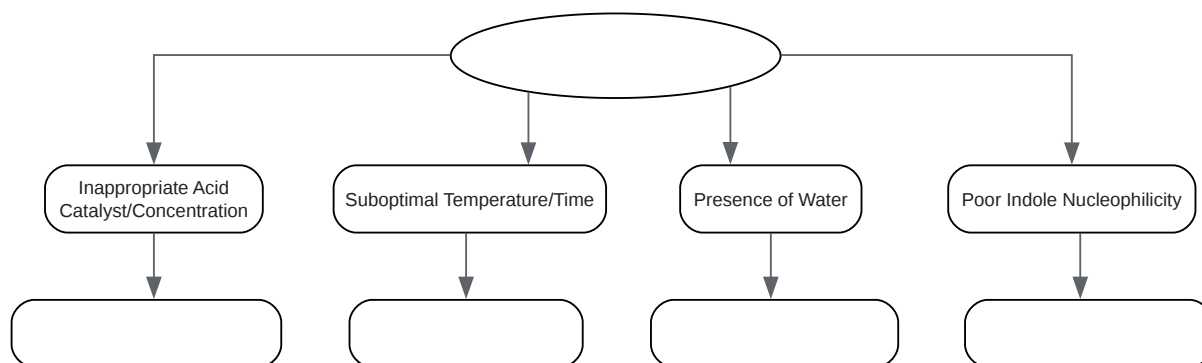 Inappropriate Acid
Catalyst/Concentration
Suboptimal Temperature/Time
Presence of Water
Poor Indole Nucleophilicity